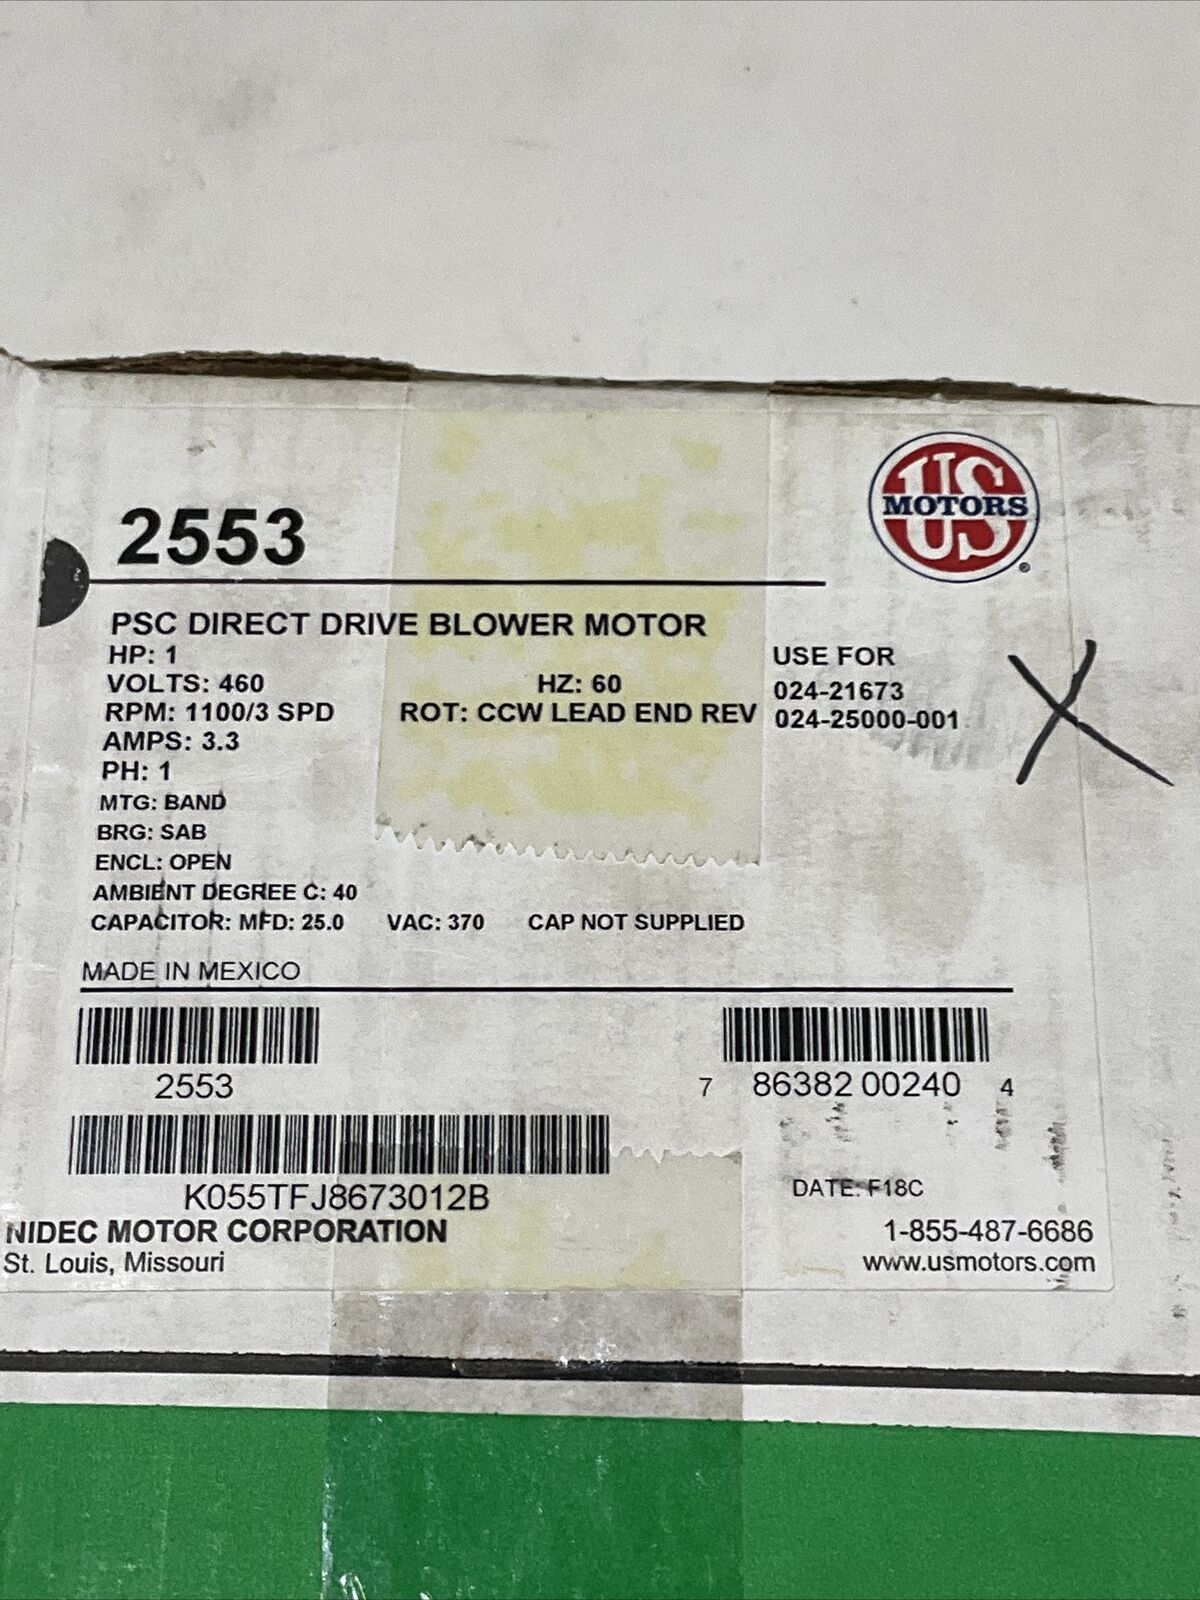 2553
US
MOTORS
®
PSC DIRECT DRIVE BLOWER MOTOR
HP: 1
VOLTS: 460 HZ: 60
RPM: 1100/3 SPD ROT: CCW LEAD END REV
AMPS: 3.3
PH: 1
MTG: BAND
BRG: SAB
ENCL: OPEN
AMBIENT DEGREE C: 40
CAPACITOR: MFD: 25.0 VAC: 370 CAP NOT SUPPLIED
USE FOR
024-21673
024-25000-001
X
MADE IN MEXICO
2553
7 86382 00240 4
K055TFJ8673012B
DATE: F18C
NIDEC MOTOR CORPORATION
St. Louis, Missouri
1-855-487-6686
www.usmotors.com